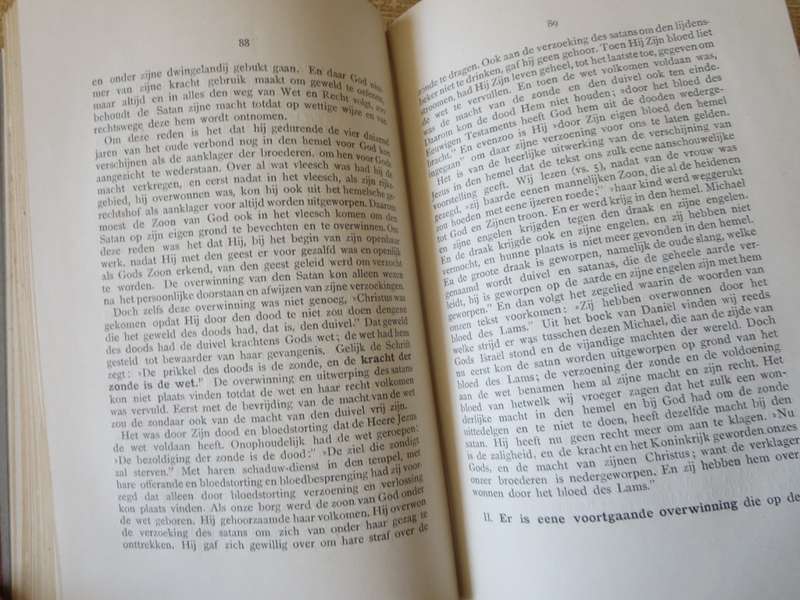 88
en onder zijne dwingelandij gebukt gaan. En daar God nim-
mer van zijne kracht gebruik maakt om geweld te oefenen,
maar altijd en in alles den weg van Wet en Recht volgt, zoo
behoudt de Satan zijne macht totdat op wettige wijze en van
rechtswege deze hem wordt ontnomen.
Om deze reden is het dat hij gedurende de vier duizend
jaren van het oude verbond nog in den hemel voor God kon
verschijnen als de aanklager der broederen, om hen voor Gods
aangezicht te wederstaan. Over al wat vleesch was had hij de
macht verkregen, en eerst nadat in het vleesch, als zijn rijks-
gebied, hij overwonnen was, kon hij ook uit het hemelsche ge-
rechtshof als aanklager voor altijd worden uitgeworpen. Daarom
moest de Zoon van God ook in het vleesch komen om den
Satan op zijn eigen grond te bevechten en te overwinnen. Om
deze reden was het dat Hij, bij het begin van zijn openbaar
werk, nadat Hij met den geest er voor gezalfd was en openlijk
als Gods Zoon erkend, van den geest geleid werd om verzocht
te worden. De overwinning van den Satan kon alleen wezen
na het persoonlijke doorstaan en afwijzen van zijne verzoekingen.
Doch zelfs deze overwinning was niet genoeg, »Christus was
gekomen opdat Hij door den dood te niet zou doen dengene
die het geweld des doods had, dat is, den duivel." Dat geweld
des doods had de duivel krachtens Gods wet; de wet had hem
gesteld tot bewaarder van haar gevangenis. Gelijk de Schrift
zegt: »De prikkel des doods is de zonde, en de kracht der
zonde is de wet." De overwinning en uitwerping des satans
kon niet plaats vinden totdat de wet en haar recht volkomen
was vervuld. Eerst met de bevrijding van de macht van de wet
zou de zondaar ook van de macht van den duivel vrij zijn.
Het was door Zijn dood en bloedstorting dat de Heere Jezus
de wet voldaan heeft. Onophoudelijk had de wet geroepen:
»De bezoldiging der zonde is de dood:" »De ziel die zondigt
zal sterven." Met haren schaduw-dienst in den tempel, met
hare offerande en bloedstorting en bloedbesprenging had zij voor-
zegd dat alleen door bloedstorting verzoening en verlossing
kon plaats vinden. Als onze borg werd de zoon van God onder
de wet geboren. Hij gehoorzaamde haar volkomen. Hij overwon
de verzoeking des satans om zich van onder haar gezag te
onttrekken. Hij gaf zich gewillig over om hare straf over de
89
zonde te dragen. Ook aan de verzoeking des satans om den lijdens-
beker niet te drinken, gaf hij geen gehoor. Toen Hij Zijn bloed liet
stroomen, had Hij Zijn leven geheel, tot het laatste toe, gegeven om
de wet te vervullen. En toen de wet volkomen voldaan was,
was de macht van de zonde en den duivel ook ten einde.
Daarom kon de dood Hem niet houden; »door het bloed des
Eeuwigen Testaments heeft God Hem uit de dooden wederge-
bracht." En evenzoo is Hij »door Zijn eigen bloed den hemel
ingegaan" om daar zijne verzoening voor ons te laten gelden.
Het is van de heerlijke uitwerking van de verschijning van
Jezus in den hemel dat de tekst ons zulk eene aanschouwelijke
voorstelling geeft. Wij lezen (vs. 5), nadat van de vrouw was
gezegd, »zij baarde eenen mannelijken Zoon, die al de heidenen
zou hoeden met eene ijzeren roede;" »haar kind werd weggerukt
tot God en Zijnen troon. En er werd krijg in den hemel. Michael
en zijne engelen krijgden tegen den draak en zijne engelen.
En de draak krijgde ook en zijne engelen, en zij hebben niet
vermocht, en hunne plaats is niet meer gevonden in den hemel.
En de groote draak is geworpen, namelijk de oude slang, welke
genaamd wordt duivel en satanas, die de geheele aarde ver-
leidt, hij is geworpen op de aarde en zijne engelen zijn met hem
geworpen." En dan volgt het zegelied waarin de woorden van
onzen tekst voorkomen: »Zij hebben overwonnen door het
bloed des Lams." Uit het boek van Daniël vinden wij reeds
welke strijd er was tusschen dezen Michael, die aan de zijde van
Gods Israel stond en de vijandige machten der wereld. Doch
nu eerst kon de satan worden uitgeworpen op grond van het
bloed des Lams; de verzoening der zonde en de voldoening
aan de wet benamen hem al zijne macht en zijn recht. Het
bloed van hetwelk wij vroeger zagen dat het zulk een won-
derlijke macht in den hemel en bij God had om de zonde
uittedelgen en te niet te doen, heeft dezelfde macht bij den
satan. Hij heeft nu geen recht meer om aan te klagen. »Nu
is de zaligheid, en de kracht en het Koninkrijk geworden onzes
Gods, en de macht van zijnen Christus; want de verklager
onzer broederen is nedergeworpen. En zij hebben hem over-
wonnen door het bloed des Lams."
II. Er is eene voortgaande overwinning die op de